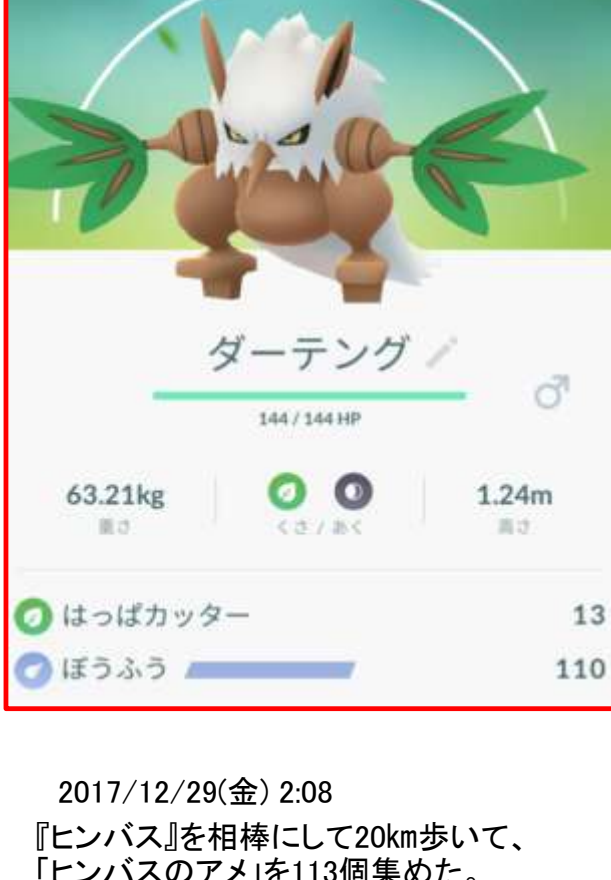 ダーテング
144 / 144 HP
63.21kg
1.24m
重さ
くさ / あく
高さ
はっぱカッター
13
ぼうふう
110
2017/12/29(金) 2:08
『ヒンバス』を相棒にして20km歩いて、
「ヒンバスのアメ」を113個集めた。